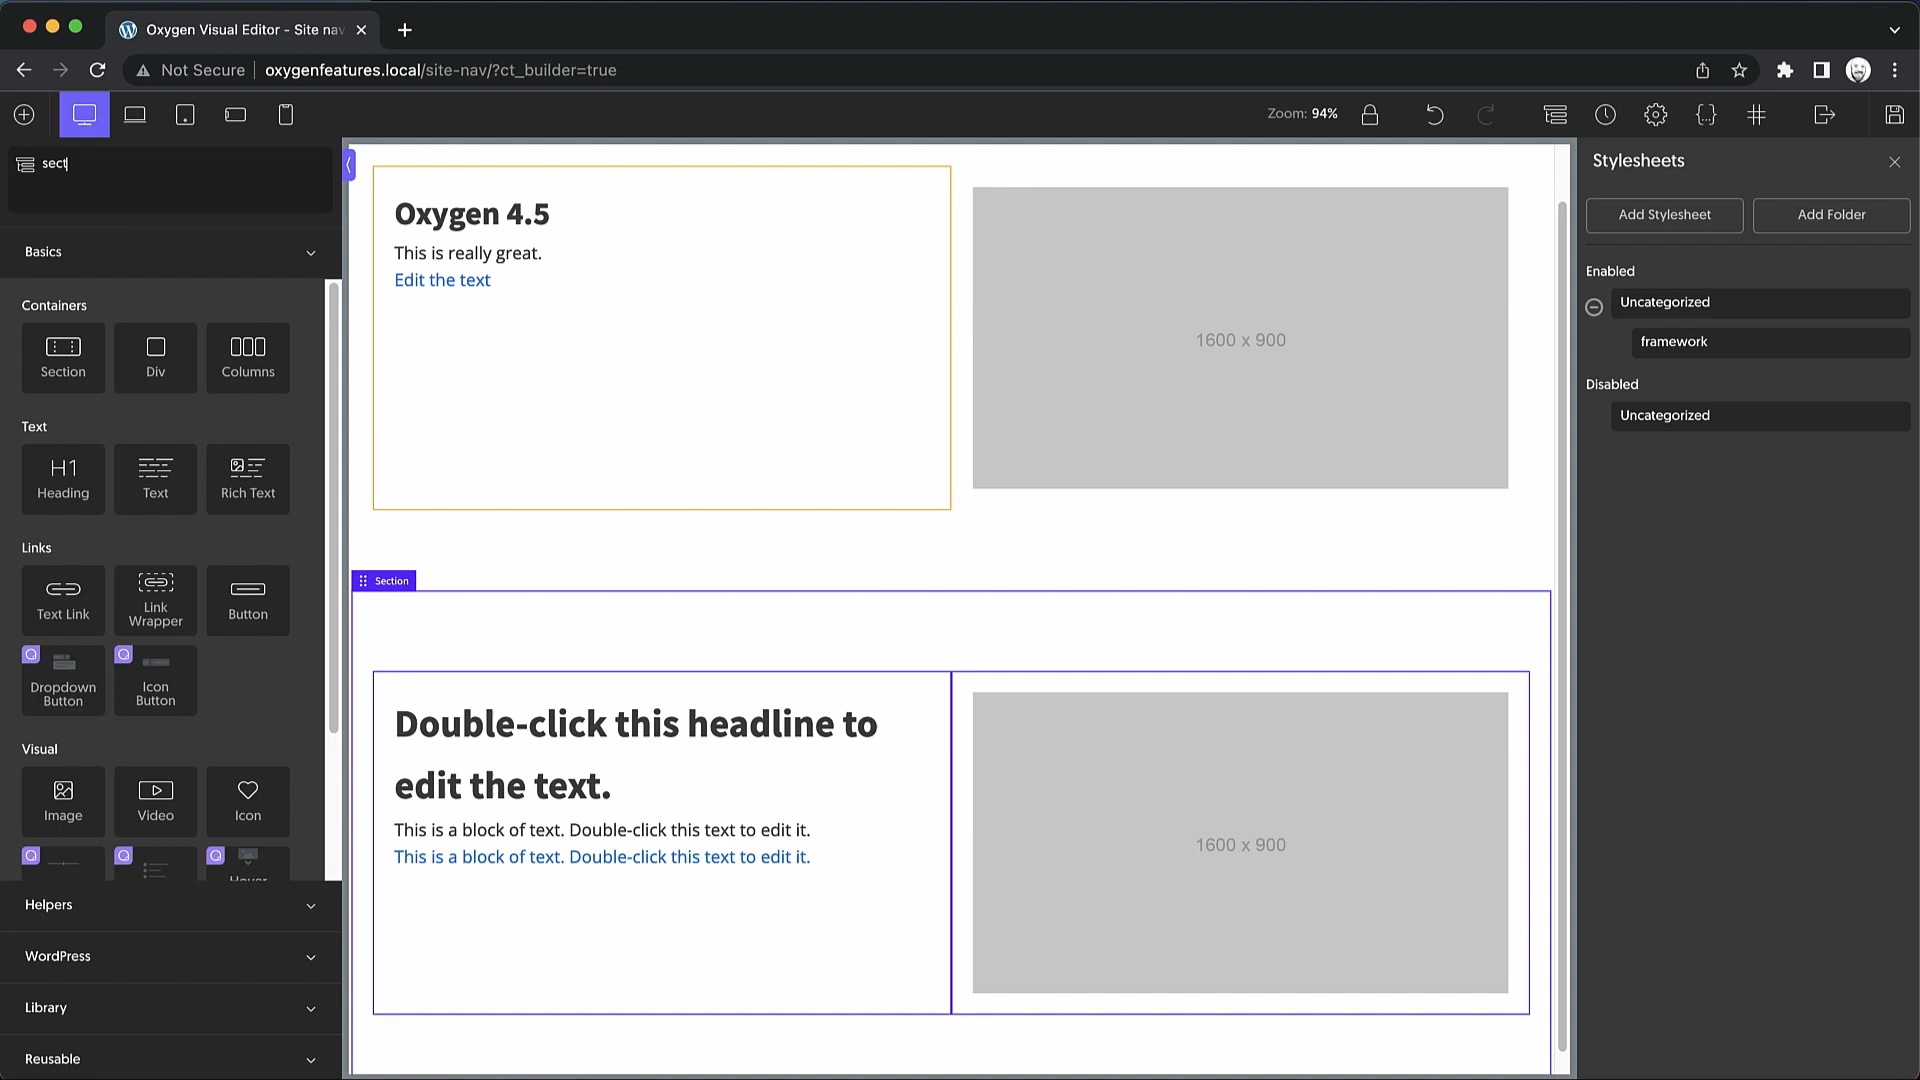 Oxygen Visual Editor - Site nav
Not Secure
oxygenfeatures.local/site-nav/?ct_builder=true
Zoom: 94%
sect
Basics
Containers
Section
Div
Columns
Text
H1
Heading
Text
Rich Text
Links
Text Link
Link
Wrapper
Button
Dropdown
Button
Icon
Button
Visual
Image
Video
Icon
Hover
Helpers
WordPress
Library
Reusable
Oxygen 4.5
This is really great.
Edit the text
1600 x 900
Section
Double-click this headline to
edit the text.
This is a block of text. Double-click this text to edit it.
This is a block of text. Double-click this text to edit it.
1600 x 900
Stylesheets
Add Stylesheet
Add Folder
Enabled
Uncategorized
framework
Disabled
Uncategorized